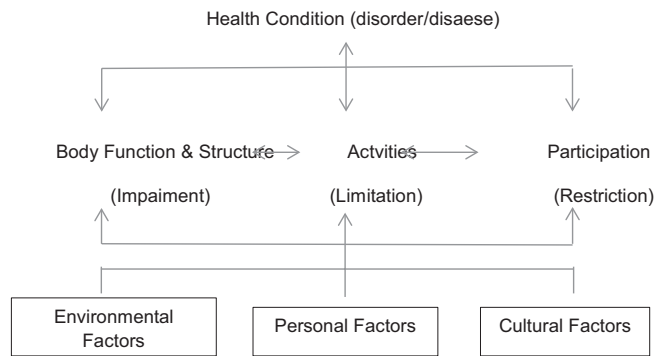 Health Condition (disorder/disaese)
Body Function & Structure Actvities Participation
(Impaiment) (Limitation) (Restriction)
Environmental
Factors
Personal Factors
Cultural Factors